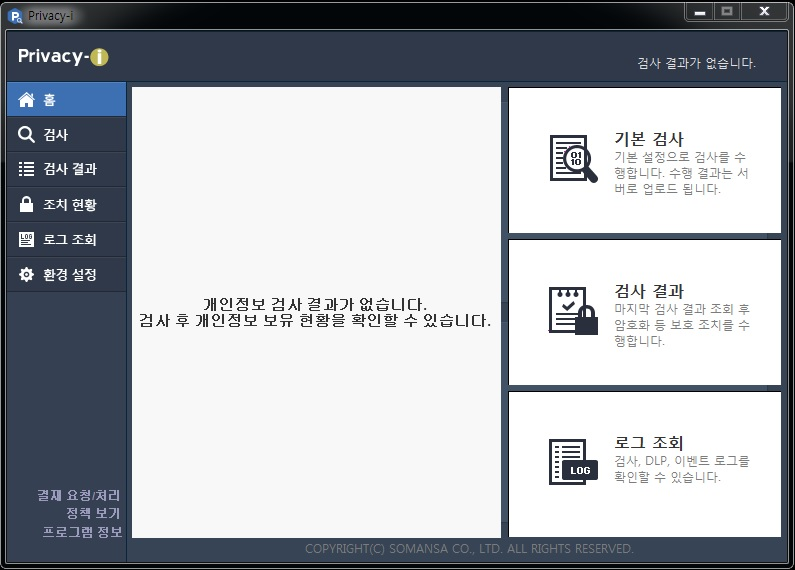 Privacy-i
Privacy-i
검사 결과가 없습니다.
홈
검사
검사 결과
조치 현황
LOG
로그 조회
환경 설정
결재 요청/처리
정책 보기
프로그램 정보
개인정보 검사 결과가 없습니다.
검사 후 개인정보 보유 현황을 확인할 수 있습니다.
01
10
기본 검사
기본 설정으로 검사를 수
행합니다. 수행 결과는 서
버로 업로드 됩니다.
검사 결과
마지막 검사 결과 조회 후
암호화 등 보호 조치를 수
행합니다.
LOG
로그 조회
검사, DLP, 이벤트 로그를
확인할 수 있습니다.
COPYRIGHT(C) SOMANSA CO., LTD. ALL RIGHTS RESERVED.